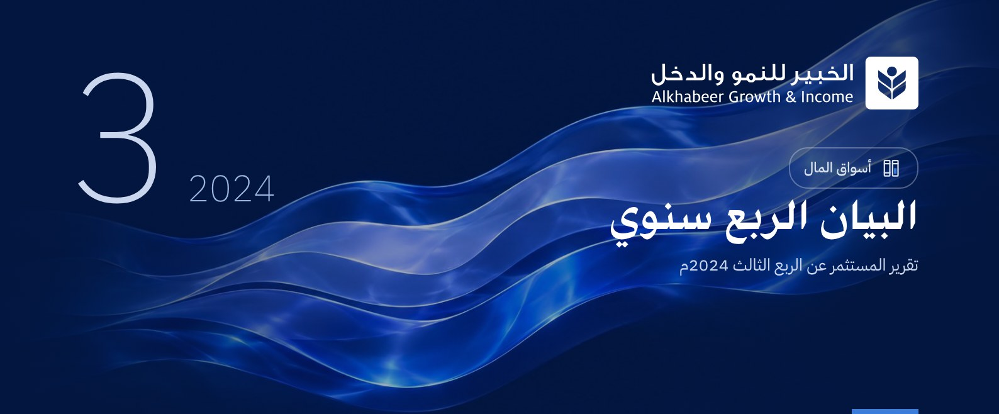 الخبير للنمو والدخل
Alkhabeer Growth & Income
أسواق المال
البيان الربع سنوي
تقرير المستثمر عن الربع الثالث 2024م
3
2024